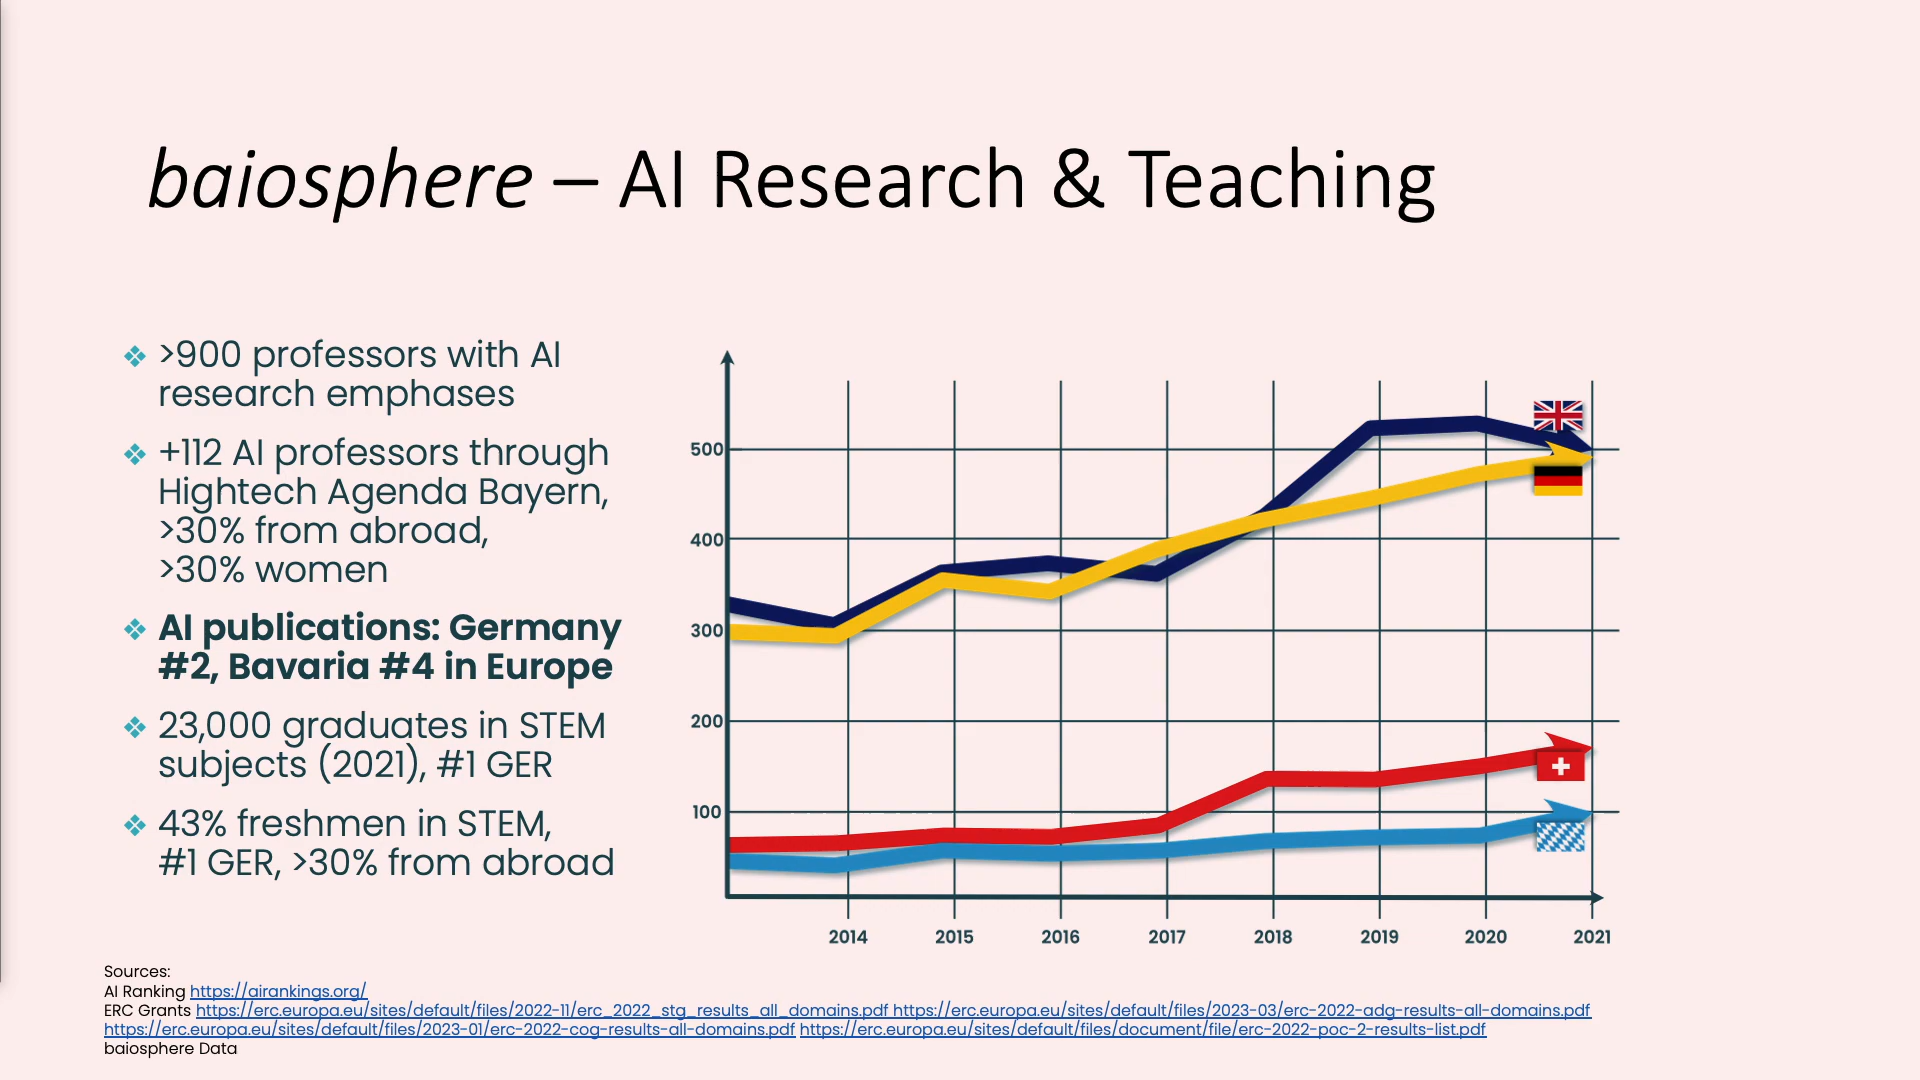 baiosphere – AI Research & Teaching
>900 professors with AI
research emphases
+112 AI professors through
Hightech Agenda Bayern,
>30% from abroad,
>30% women
AI publications: Germany
#2, Bavaria #4 in Europe
23,000 graduates in STEM
subjects (2021), #1 GER
43% freshmen in STEM,
#1 GER, >30% from abroad
500
400
300
200
100
2014 2015 2016 2017 2018 2019 2020 2021
Sources:
AI Ranking https://airankings.org/
ERC Grants https://erc.europa.eu/sites/default/files/2022-11/erc_2022_stg_results_all_domains.pdf https://erc.europa.eu/sites/default/files/2023-03/erc-2022-adg-results-all-domains.pdf
https://erc.europa.eu/sites/default/files/2023-01/erc-2022-cog-results-all-domains.pdf https://erc.europa.eu/sites/default/files/document/file/erc-2022-poc-2-results-list.pdf
baiosphere Data